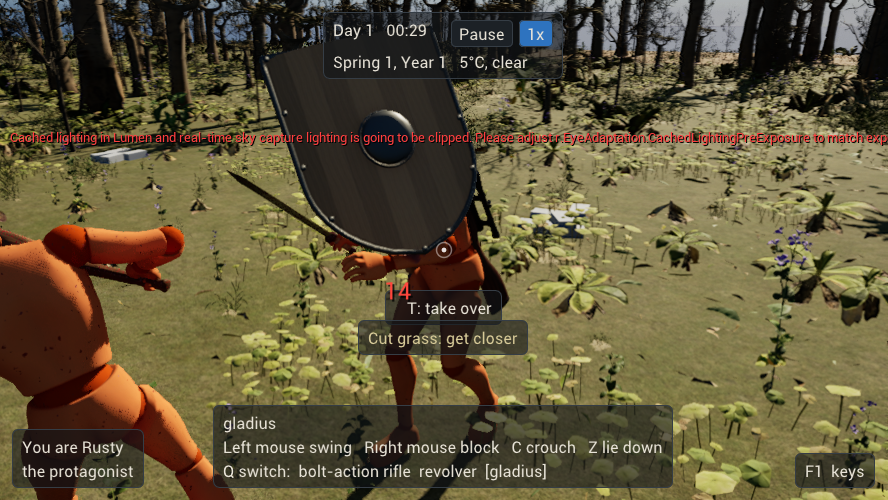 Day 1 00:29 Pause 1x
Spring 1, Year 1 5°C, clear
Cached lighting in Lumen and real-time sky capture lighting is going to be clipped. Please adjust r.EyeAdaptation.CachedLightingPreExposure to match exp
14
T: take over
Cut grass: get closer
gladius
Left mouse swing Right mouse block C crouch Z lie down
Q switch: bolt-action rifle revolver [gladius]
You are Rusty
the protagonist
F1 keys